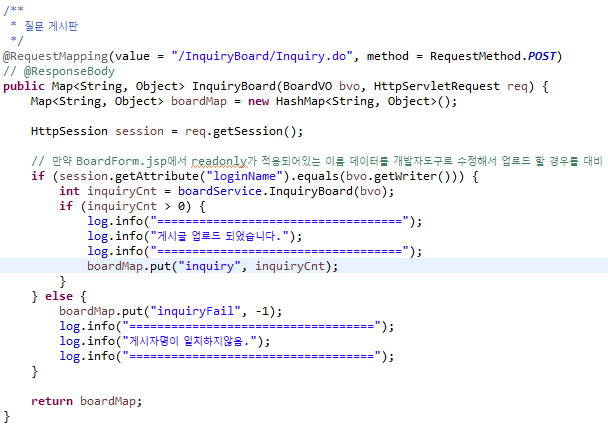 /**
 * 질문 게시판
 */
@RequestMapping(value = "/InquiryBoard/Inquiry.do", method = RequestMethod.POST)
// @ResponseBody
public Map<String, Object> InquiryBoard(BoardVO bvo, HttpServletRequest req) {
    Map<String, Object> boardMap = new HashMap<String, Object>();

    HttpSession session = req.getSession();

    // 만약 BoardForm.jsp에서 readonly가 적용되어있는 이름 데이터를 개발자도구로 수정해서 업로드 할 경우를 대비
    if (session.getAttribute("loginName").equals(bvo.getWriter())) {
        int inquiryCnt = boardService.InquiryBoard(bvo);
        if (inquiryCnt > 0) {
            log.info("===================================");
            log.info("게시글 업로드 되었습니다.");
            log.info("===================================");
            boardMap.put("inquiry", inquiryCnt);
        }
    } else {
        boardMap.put("inquiryFail", -1);
        log.info("===================================");
        log.info("게시자명이 일치하지않음.");
        log.info("===================================");
    }

    return boardMap;
}